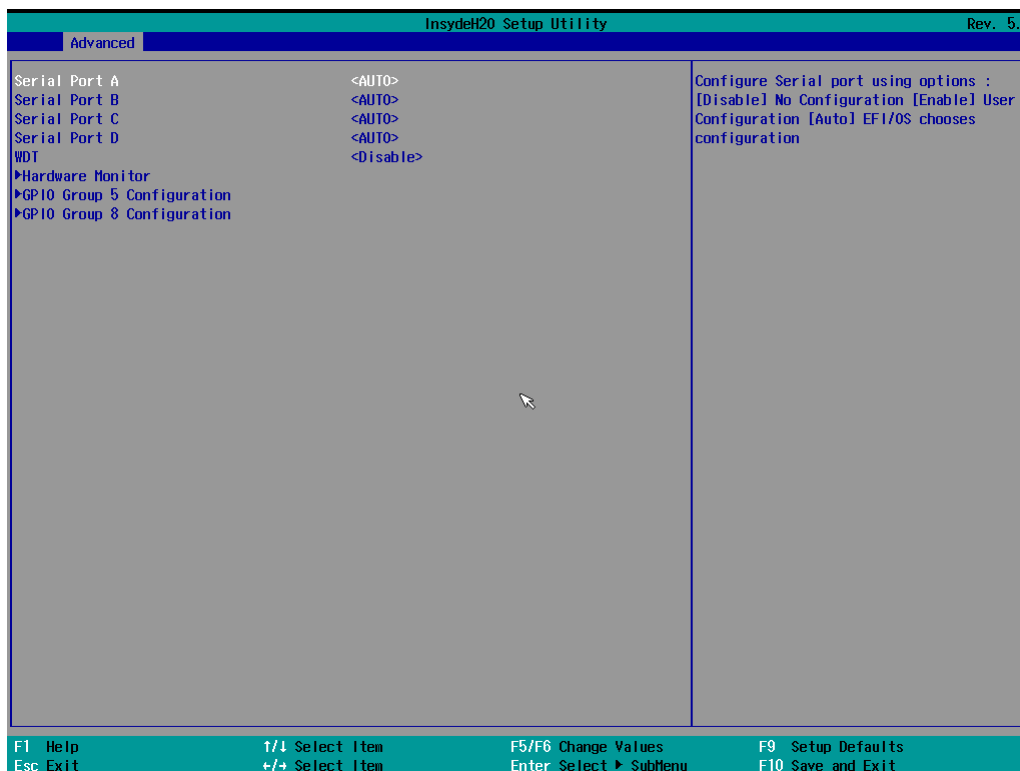 InsydeH20 Setup Utility Rev. 5.
Advanced
Serial Port A <AUTO>
Serial Port B <AUTO>
Serial Port C <AUTO>
Serial Port D <AUTO>
WDT <Disable>
▶Hardware Monitor
▶GPIO Group 5 Configuration
▶GPIO Group 8 Configuration
Configure Serial port using options :
[Disable] No Configuration [Enable] User
Configuration [Auto] EFI/OS chooses
configuration
F1 Help ↑/↓ Select Item F5/F6 Change Values F9 Setup Defaults
Esc Exit ←/→ Select Item Enter Select ▶ SubMenu F10 Save and Exit